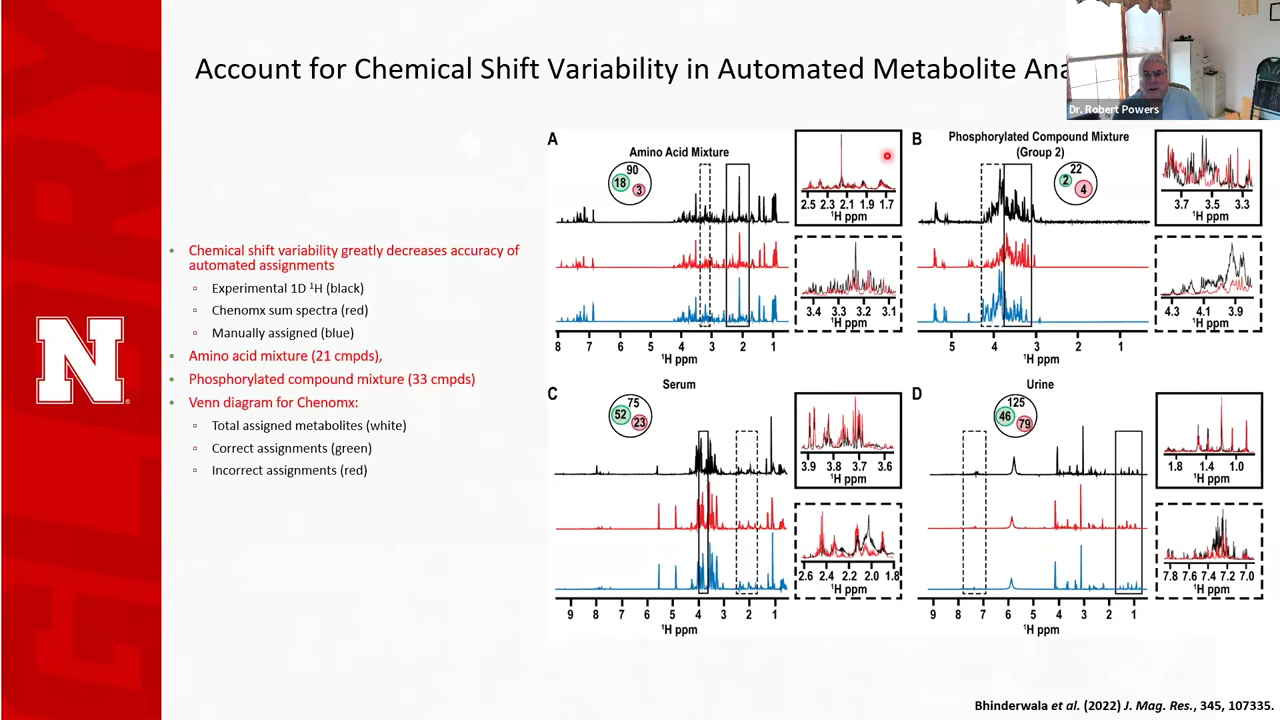 Account for Chemical Shift Variability in Automated Metabolite Ana
Dr. Robert Powers
• Chemical shift variability greatly decreases accuracy of
automated assignments
▫ Experimental 1D ¹H (black)
▫ Chenomx sum spectra (red)
▫ Manually assigned (blue)
• Amino acid mixture (21 cmpds),
• Phosphorylated compound mixture (33 cmpds)
• Venn diagram for Chenomx:
▫ Total assigned metabolites (white)
▫ Correct assignments (green)
▫ Incorrect assignments (red)
N
GLORY
A
Amino Acid Mixture
90
18
3
8 7 6 5 4 3 2 1
¹H ppm
2.5 2.3 2.1 1.9 1.7
¹H ppm
3.4 3.3 3.2 3.1
¹H ppm
B
Phosphorylated Compound Mixture
(Group 2)
22
2
4
5 4 3 2 1
¹H ppm
3.7 3.5 3.3
¹H ppm
4.3 4.1 3.9
¹H ppm
C
Serum
75
52
23
9 8 7 6 5 4 3 2 1
¹H ppm
3.9 3.8 3.7 3.6
¹H ppm
2.6 2.4 2.2 2.0 1.8
¹H ppm
D
Urine
125
46
79
9 8 7 6 5 4 3 2 1
¹H ppm
1.8 1.4 1.0
¹H ppm
7.8 7.6 7.4 7.2 7.0
¹H ppm
Bhinderwala et al. (2022) J. Mag. Res., 345, 107335.